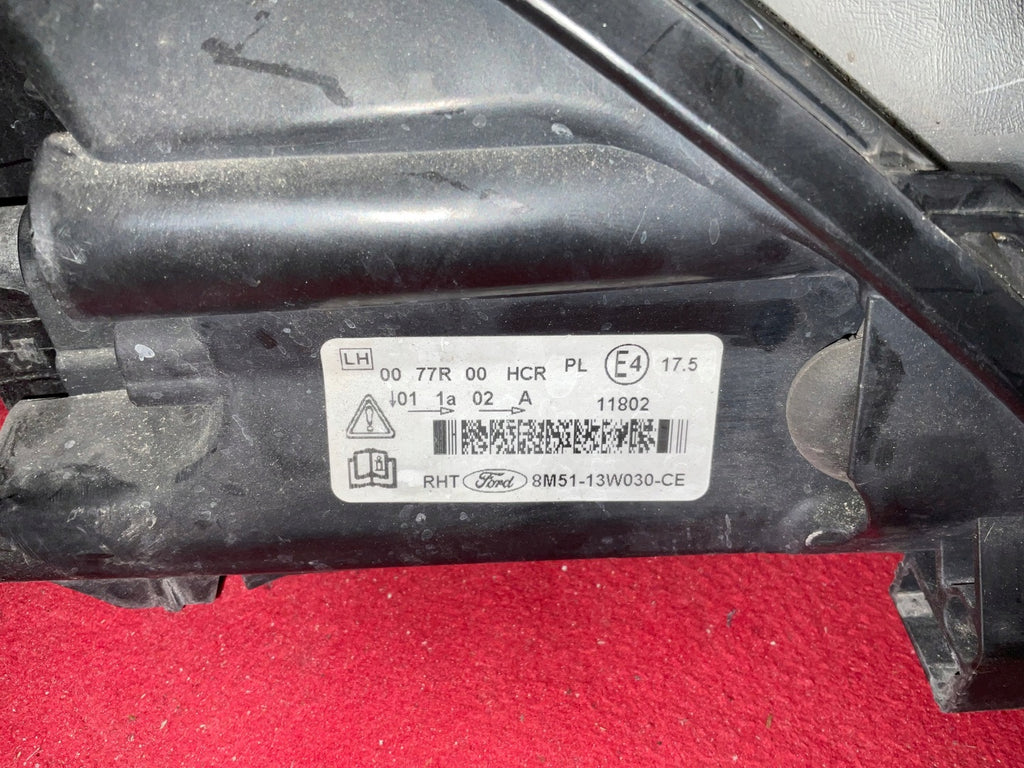 LH
00 77R 00 HCR PL E4 17.5
↓01 1a 02 A 11802
RHT Ford 8M51-13W030-CE